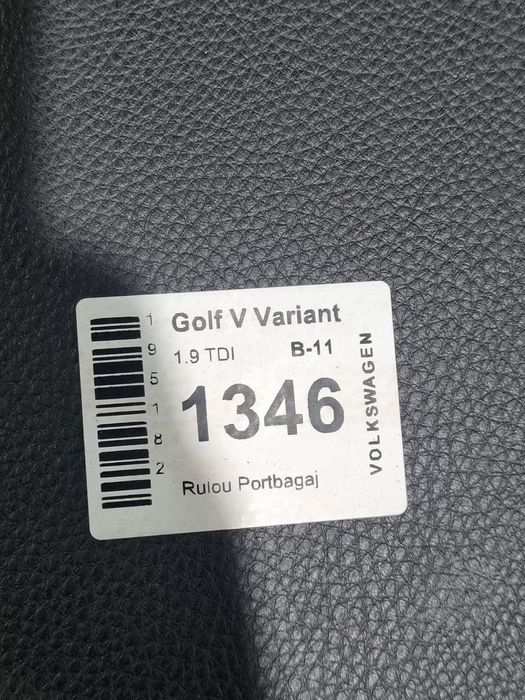 Golf V Variant
1.9 TDI B-11
1346
Rulou Portbagaj
VOLKSWAGEN
195182